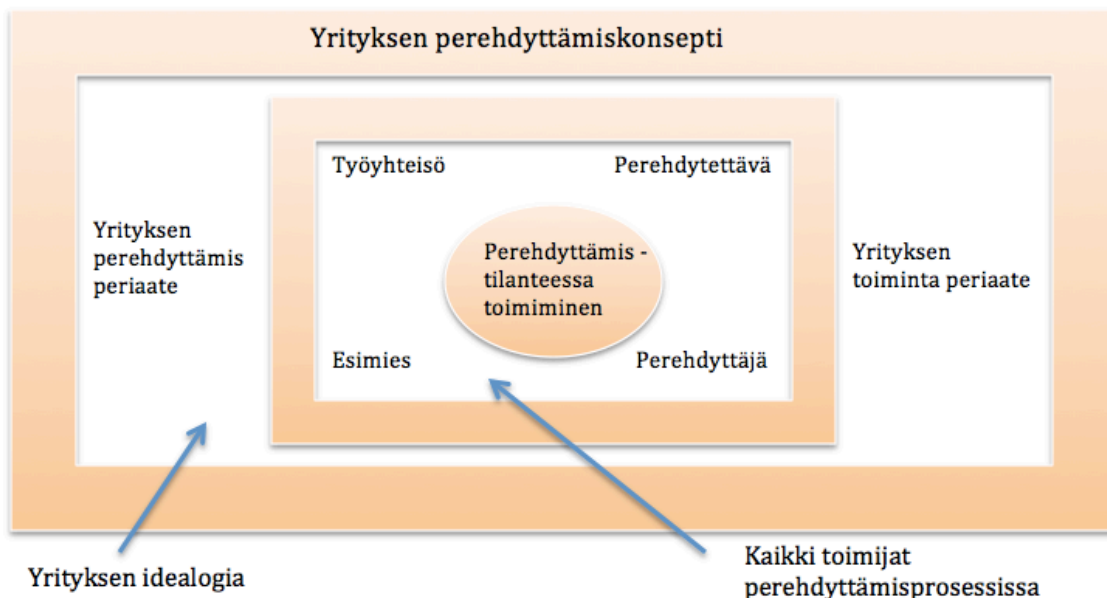 Yrityksen perehdyttämiskonsepti
Työyhteisö
Perehdytettävä
Yrityksen
perehdyttämis
periaate
Perehdyttämis -
tilanteessa
toimiminen
Yrityksen
toiminta periaate
Esimies
Perehdyttäjä
Yrityksen idealogia
Kaikki toimijat
perehdyttämisprosessissa